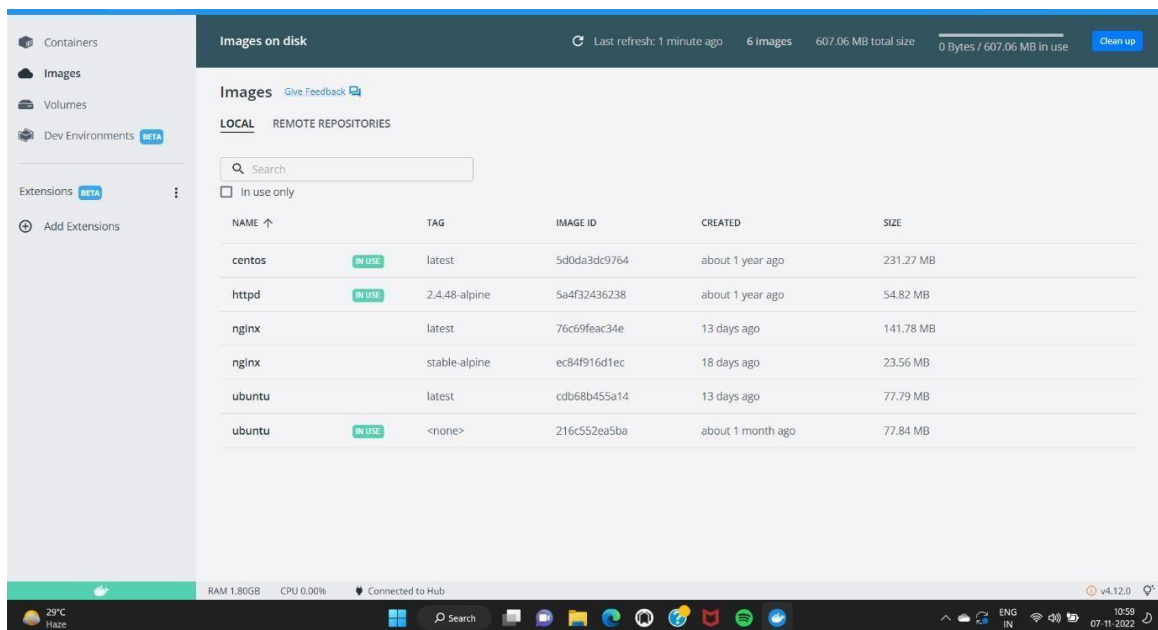 Containers
Images
Volumes
Dev Environments BETA
Extensions BETA
Add Extensions
Images on disk
Last refresh: 1 minute ago 6 images 607.06 MB total size 0 Bytes / 607.06 MB in use Clean up
Images Give Feedback
LOCAL REMOTE REPOSITORIES
Search
In use only
NAME TAG IMAGE ID CREATED SIZE
centos IN USE latest 5d0da3dc9764 about 1 year ago 231.27 MB
httpd IN USE 2.4.48-alpine 5a4f32436238 about 1 year ago 54.82 MB
nginx latest 76c69feac34e 13 days ago 141.78 MB
nginx stable-alpine ec84f916d1ec 18 days ago 23.56 MB
ubuntu latest cdb68b455a14 13 days ago 77.79 MB
ubuntu IN USE <none> 216c552ea5ba about 1 month ago 77.84 MB
RAM 1.80GB CPU 0.00% Connected to Hub v4.12.0
29°C
Haze
Search
ENG
IN
10:59
07-11-2022